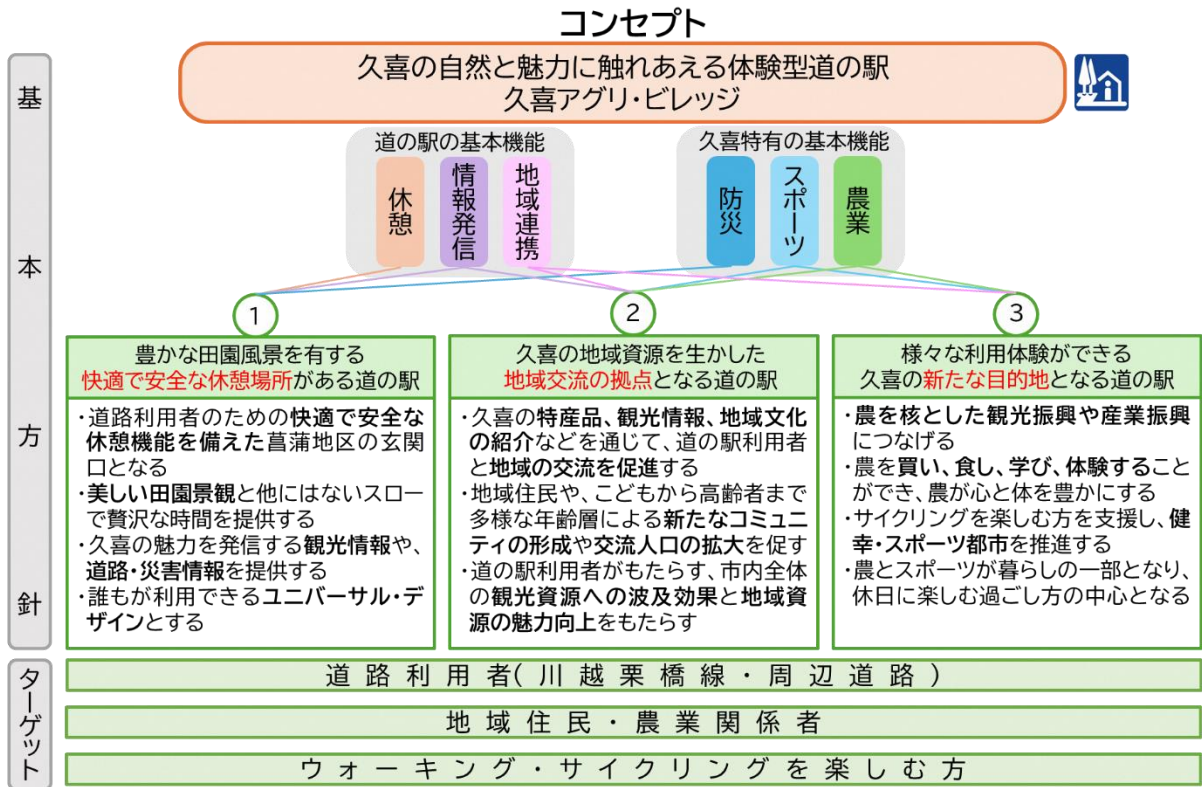 コンセプト
久喜の自然と魅力に触れあえる体験型道の駅
久喜アグリ・ビレッジ
基本方針
道の駅の基本機能
休憩
情報発信
地域連携
久喜特有の基本機能
防災
スポーツ
農業
1
豊かな田園風景を有する
快適で安全な休憩場所がある道の駅
・道路利用者のための快適で安全な
休憩機能を備えた菖蒲地区の玄関
口となる
・美しい田園景観と他にはないスロー
で贅沢な時間を提供する
・久喜の魅力を発信する観光情報や、
道路・災害情報を提供する
・誰もが利用できるユニバーサル・デ
ザインとする
2
久喜の地域資源を生かした
地域交流の拠点となる道の駅
・久喜の特産品、観光情報、地域文化
の紹介などを通じて、道の駅利用者
と地域の交流を促進する
・地域住民や、こどもから高齢者まで
多様な年齢層による新たなコミュニ
ティの形成や交流人口の拡大を促す
・道の駅利用者がもたらす、市内全体
の観光資源への波及効果と地域資
源の魅力向上をもたらす
3
様々な利用体験ができる
久喜の新たな目的地となる道の駅
・農を核とした観光振興や産業振興
につなげる
・農を買い、食し、学び、体験すること
ができ、農が心と体を豊かにする
・サイクリングを楽しむ方を支援し、健
幸・スポーツ都市を推進する
・農とスポーツが暮らしの一部となり、
休日に楽しむ過ごし方の中心となる
ターゲット
道路利用者(川越栗橋線・周辺道路)
地域住民・農業関係者
ウォーキング・サイクリングを楽しむ方